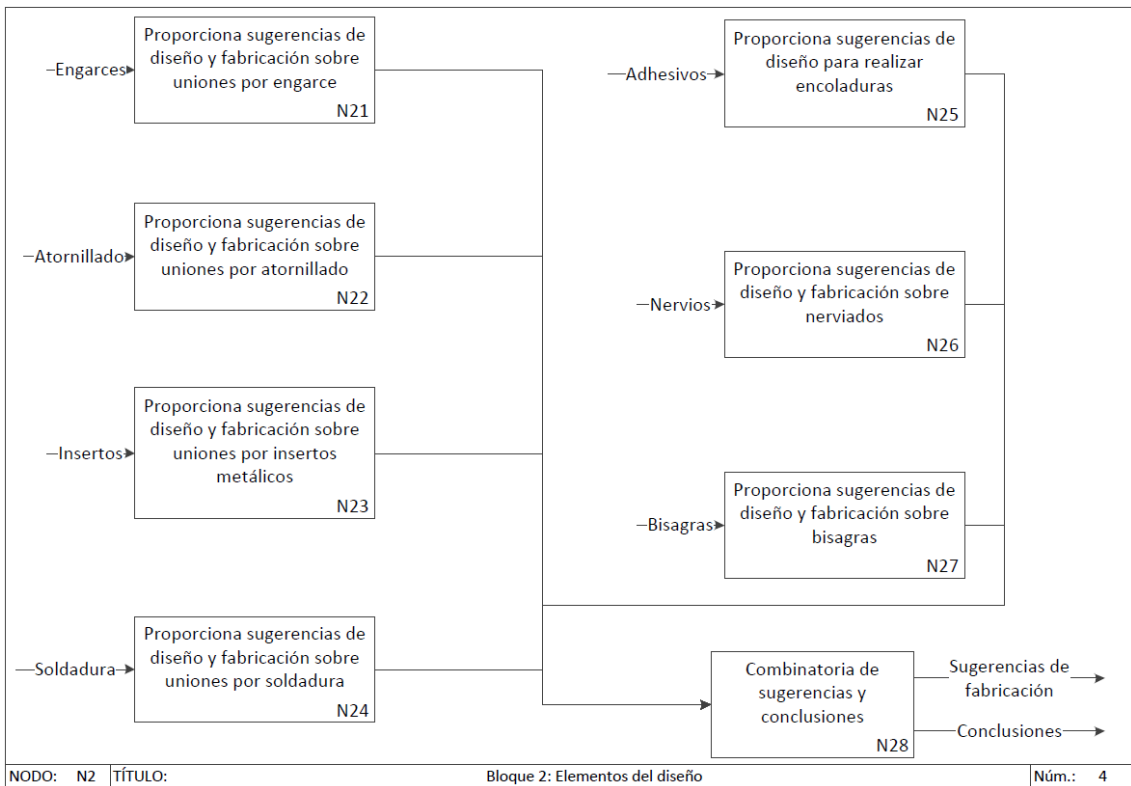 Engarces
Proporciona sugerencias de
diseño y fabricación sobre
uniones por engarce
N21
Atornillado
Proporciona sugerencias de
diseño y fabricación sobre
uniones por atornillado
N22
Insertos
Proporciona sugerencias de
diseño y fabricación sobre
uniones por insertos
metálicos
N23
Soldadura
Proporciona sugerencias de
diseño y fabricación sobre
uniones por soldadura
N24
Adhesivos
Proporciona sugerencias de
diseño para realizar
encoladuras
N25
Nervios
Proporciona sugerencias de
diseño y fabricación sobre
nerviados
N26
Bisagras
Proporciona sugerencias de
diseño y fabricación sobre
bisagras
N27
Combinatoria de
sugerencias y
conclusiones
N28
Sugerencias de
fabricación
Conclusiones
NODO: N2 TÍTULO: Bloque 2: Elementos del diseño Núm.: 4